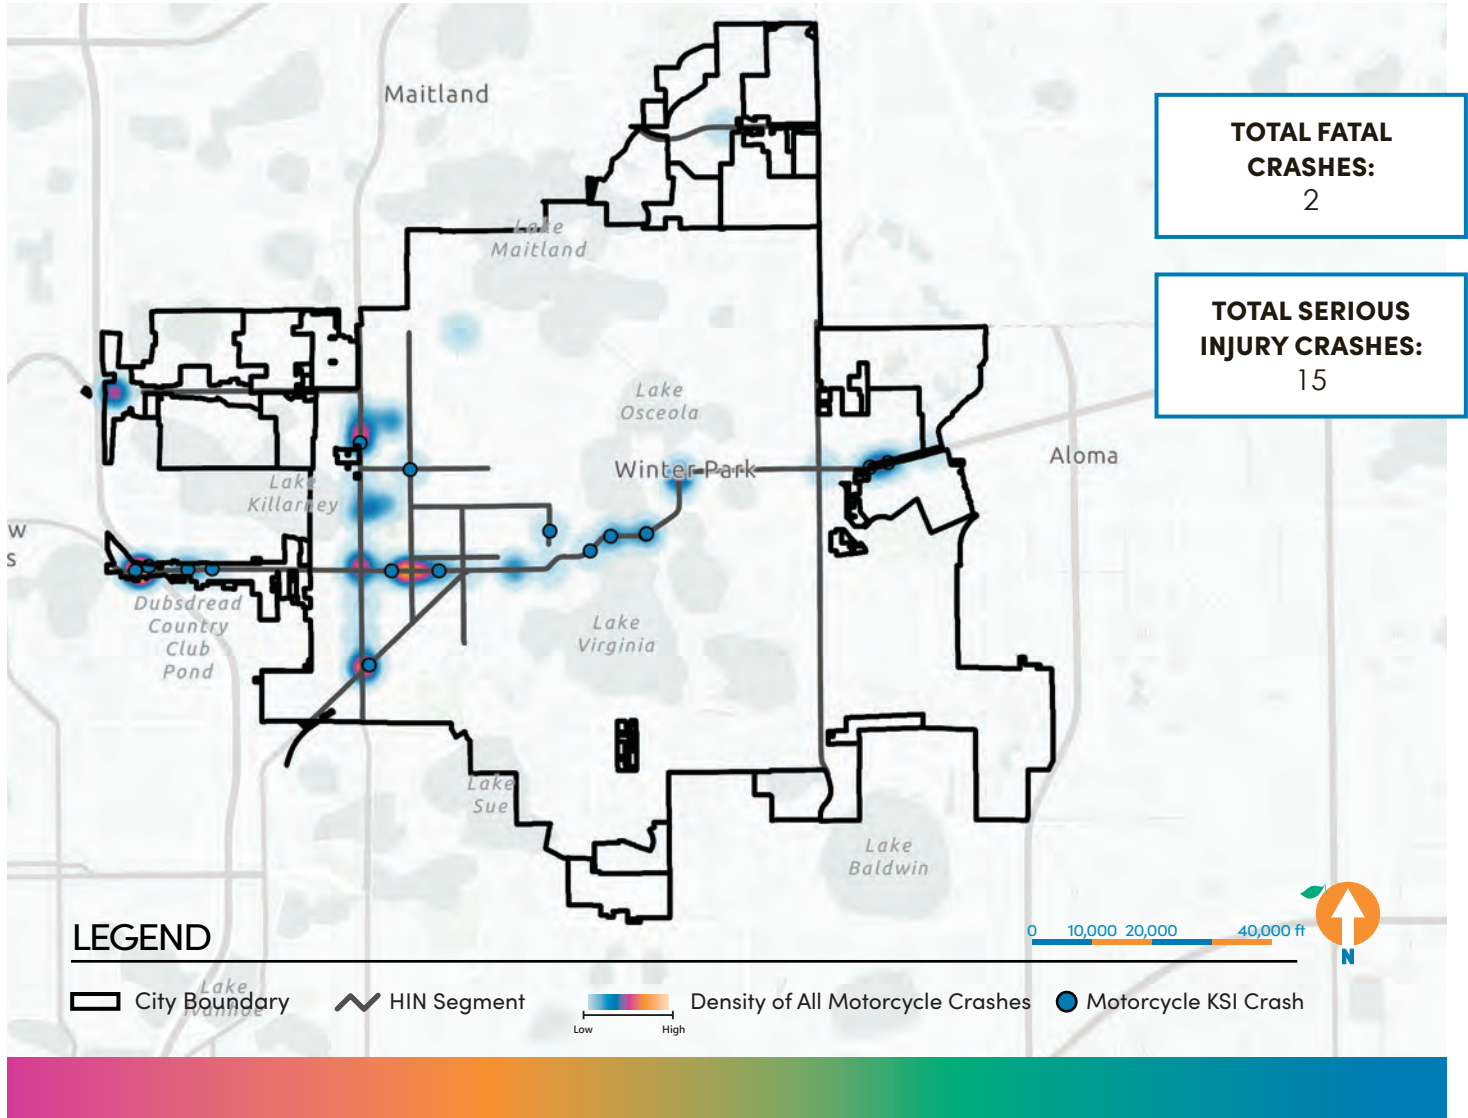 Maitland
TOTAL FATAL
CRASHES:
2
Lake
Maitland
TOTAL SERIOUS
INJURY CRASHES:
15
Lake
Osceola
Winter Park
Aloma
Lake
Killarney
w
s
Dubsdread
Country
Club
Pond
Lake
Virginia
Lake
Sue
Lake
Baldwin
LEGEND
0 10,000 20,000 40,000 ft
N
Lake
Ivanhoe
City Boundary
HIN Segment
Low High
Density of All Motorcycle Crashes
Motorcycle KSI Crash